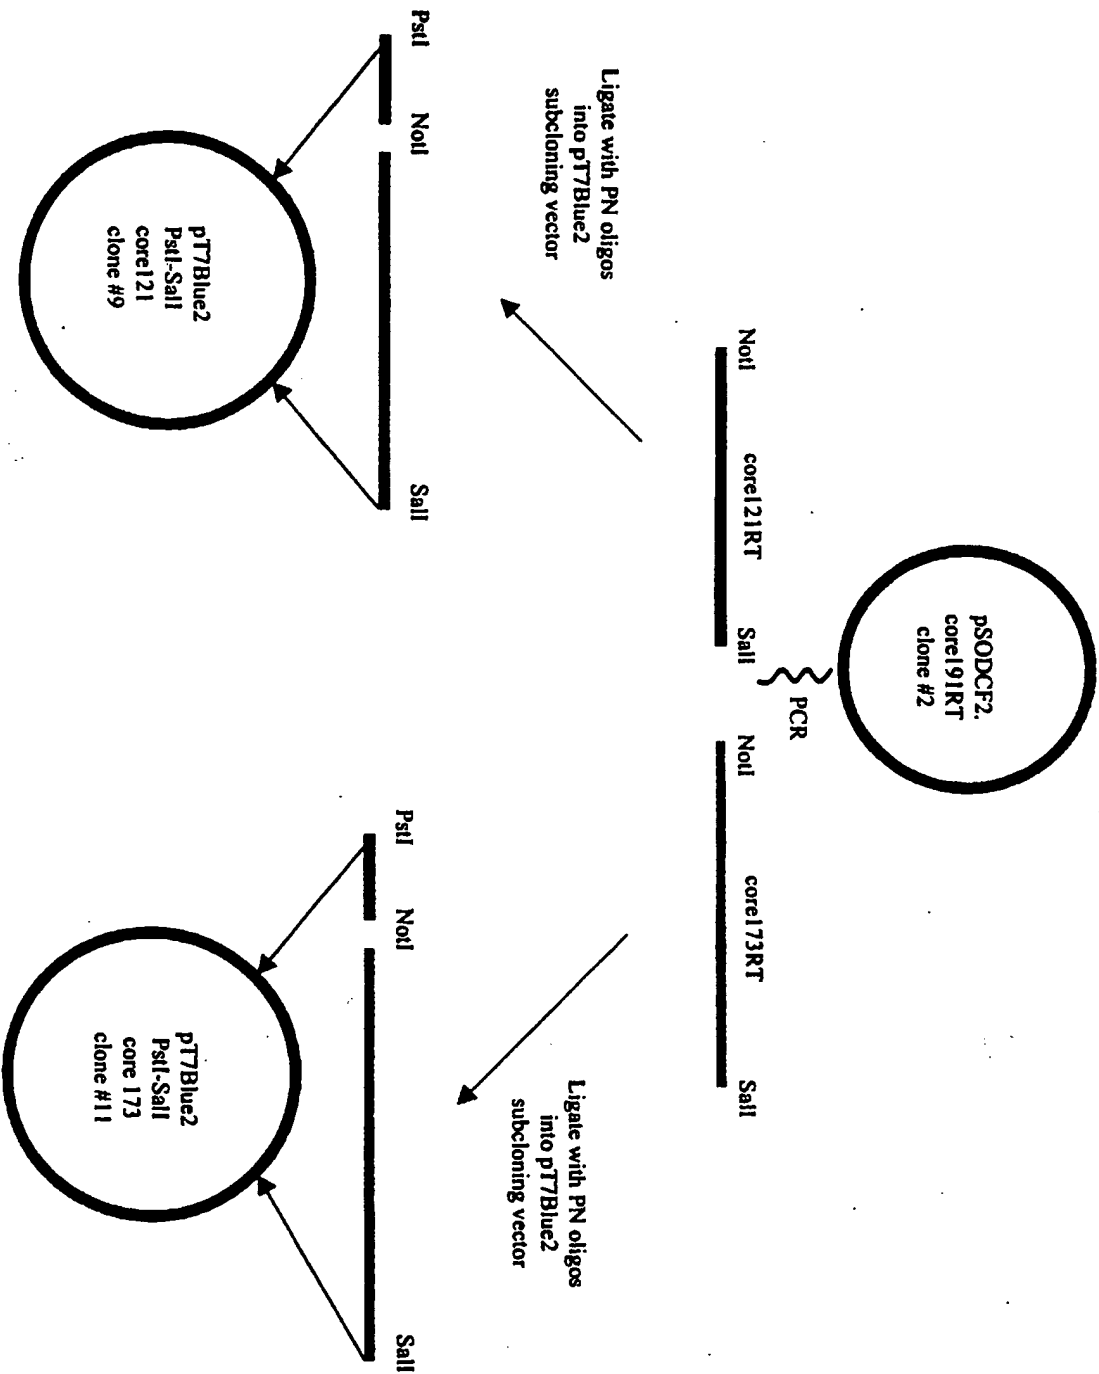 pSODCF2.
core191RT
clone #2
PCR
NotI
core121RT
SalI
NotI
core173RT
SalI
Ligate with PN oligos
into pT7Blue2
subcloning vector
Ligate with PN oligos
into pT7Blue2
subcloning vector
PstI
NotI
SalI
PstI
NotI
SalI
pT7Blue2
PstI-SalI
core121
clone #9
pT7Blue2
PstI-SalI
core 173
clone #11